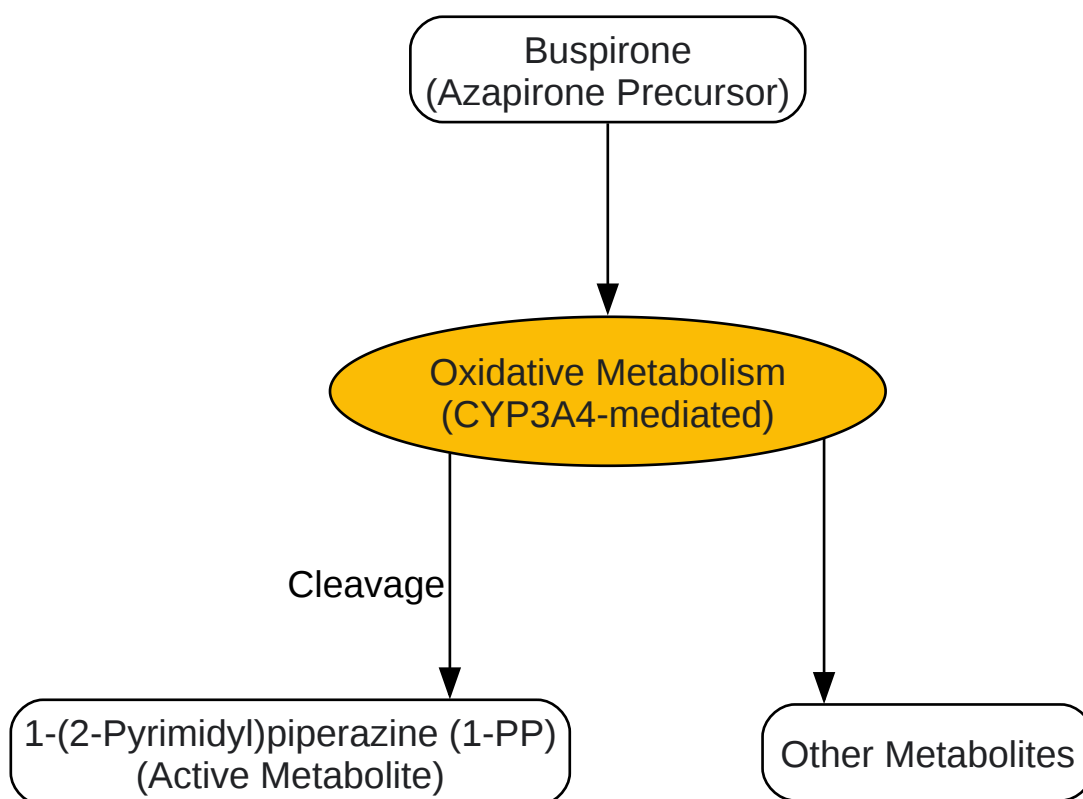 Buspirone
(Azapirone Precursor)
Oxidative Metabolism
(CYP3A4-mediated)
Cleavage
1-(2-Pyrimidyl)piperazine (1-PP)
(Active Metabolite)
Other Metabolites